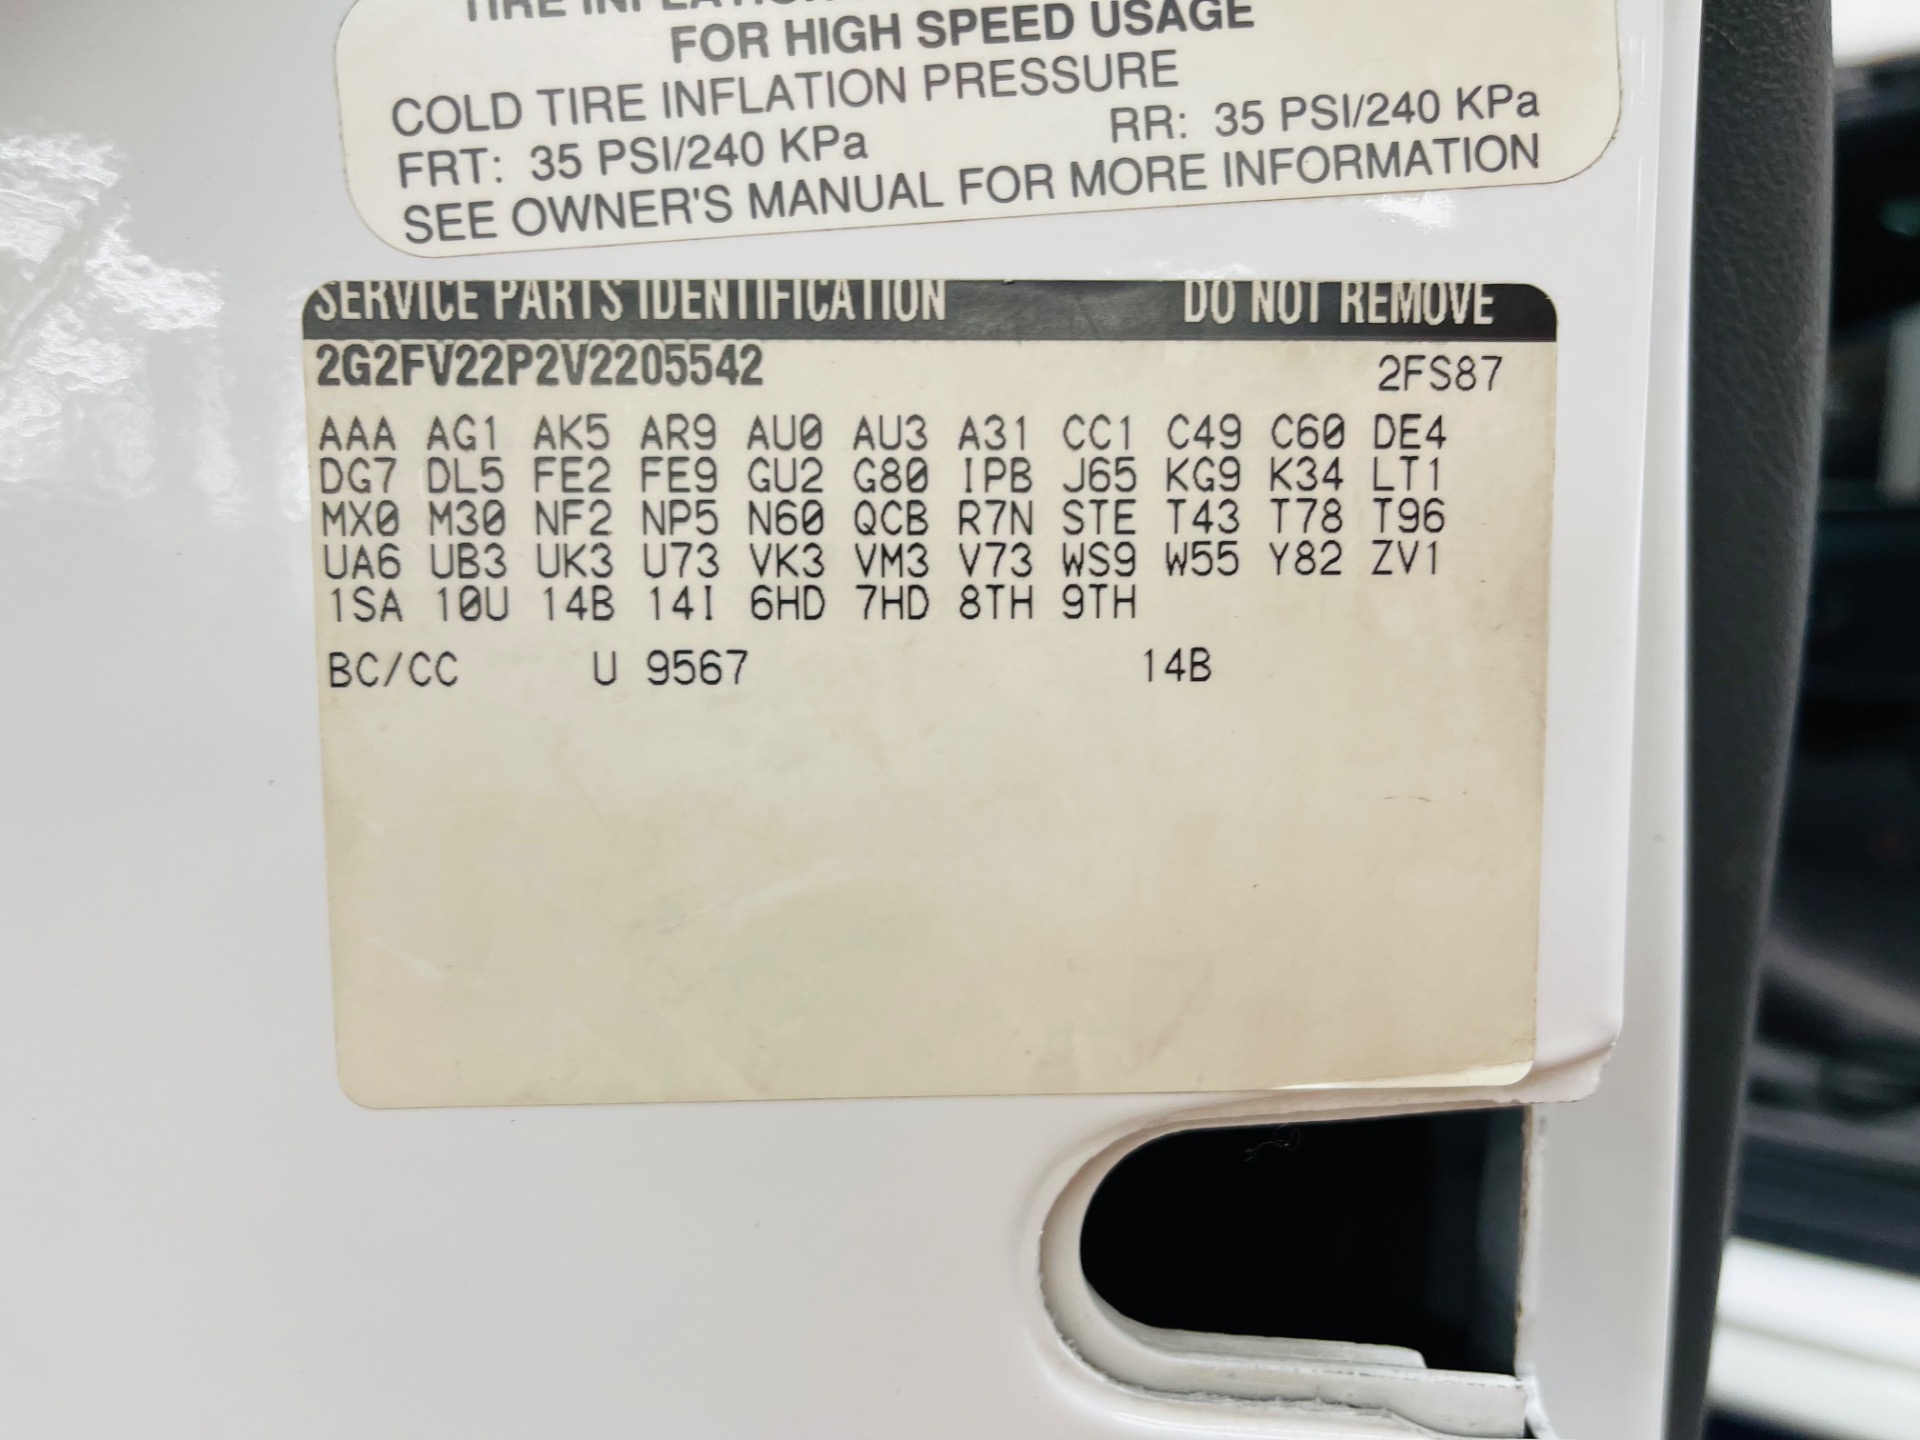 TIRE INFLATION
FOR HIGH SPEED USAGE
COLD TIRE INFLATION PRESSURE
FRT: 35 PSI/240 KPa RR: 35 PSI/240 KPa
SEE OWNER'S MANUAL FOR MORE INFORMATION
SERVICE PARTS IDENTIFICATION DO NOT REMOVE
2G2FV22P2V2205542 2FS87
AAA AG1 AK5 AR9 AU0 AU3 A31 CC1 C49 C60 DE4
DG7 DL5 FE2 FE9 GU2 G80 IPB J65 KG9 K34 LT1
MX0 M30 NF2 NP5 N60 QCB R7N STE T43 T78 T96
UA6 UB3 UK3 U73 VK3 VM3 V73 WS9 W55 Y82 ZV1
1SA 10U 14B 14I 6HD 7HD 8TH 9TH
BC/CC U 9567 14B